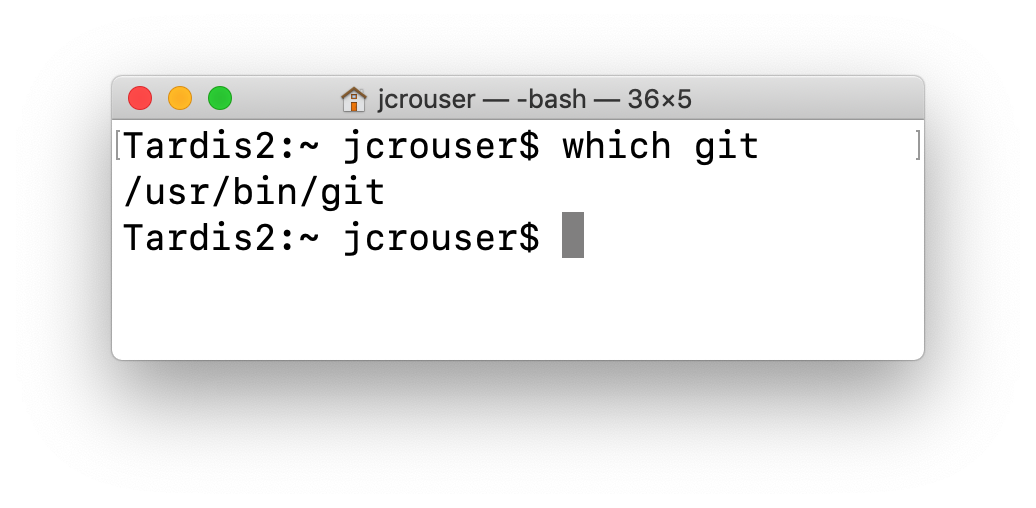 jcrouser — -bash — 36×5
[Tardis2:~ jcrouser$ which git ]
/usr/bin/git
Tardis2:~ jcrouser$